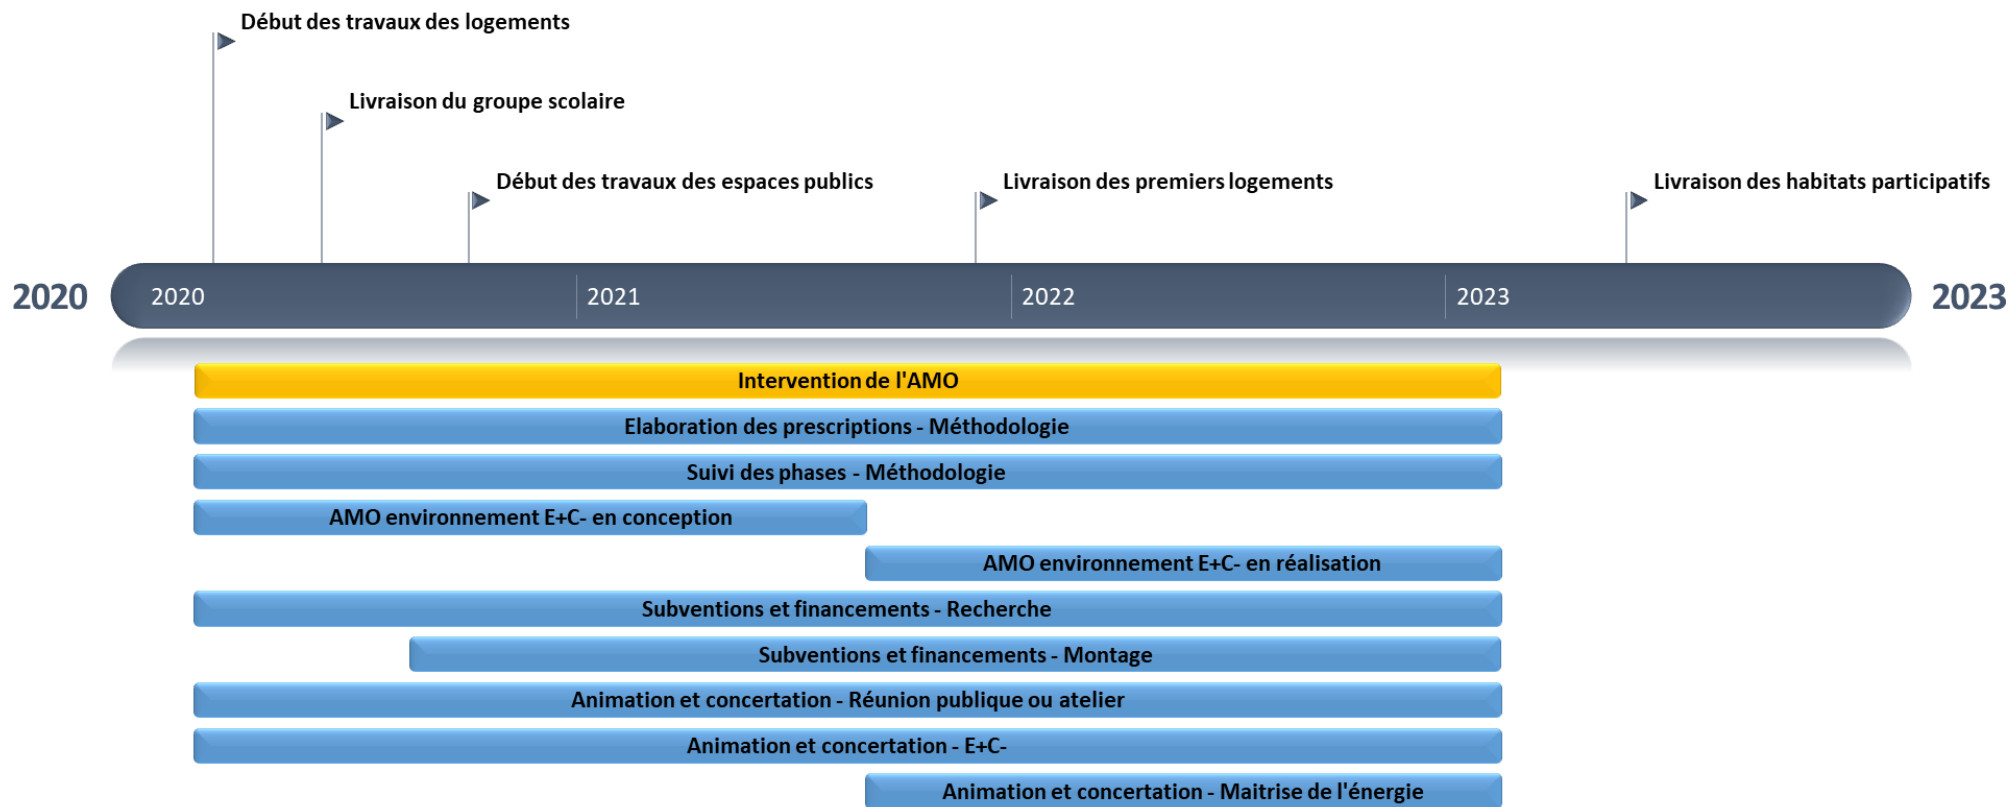 Début des travaux des logements
Livraison du groupe scolaire
Début des travaux des espaces publics
Livraison des premiers logements
Livraison des habitats participatifs
2020
2020
2021
2022
2023
2023
Intervention de l'AMO
Elaboration des prescriptions - Méthodologie
Suivi des phases - Méthodologie
AMO environnement E+C- en conception
AMO environnement E+C- en réalisation
Subventions et financements - Recherche
Subventions et financements - Montage
Animation et concertation - Réunion publique ou atelier
Animation et concertation - E+C-
Animation et concertation - Maitrise de l'énergie